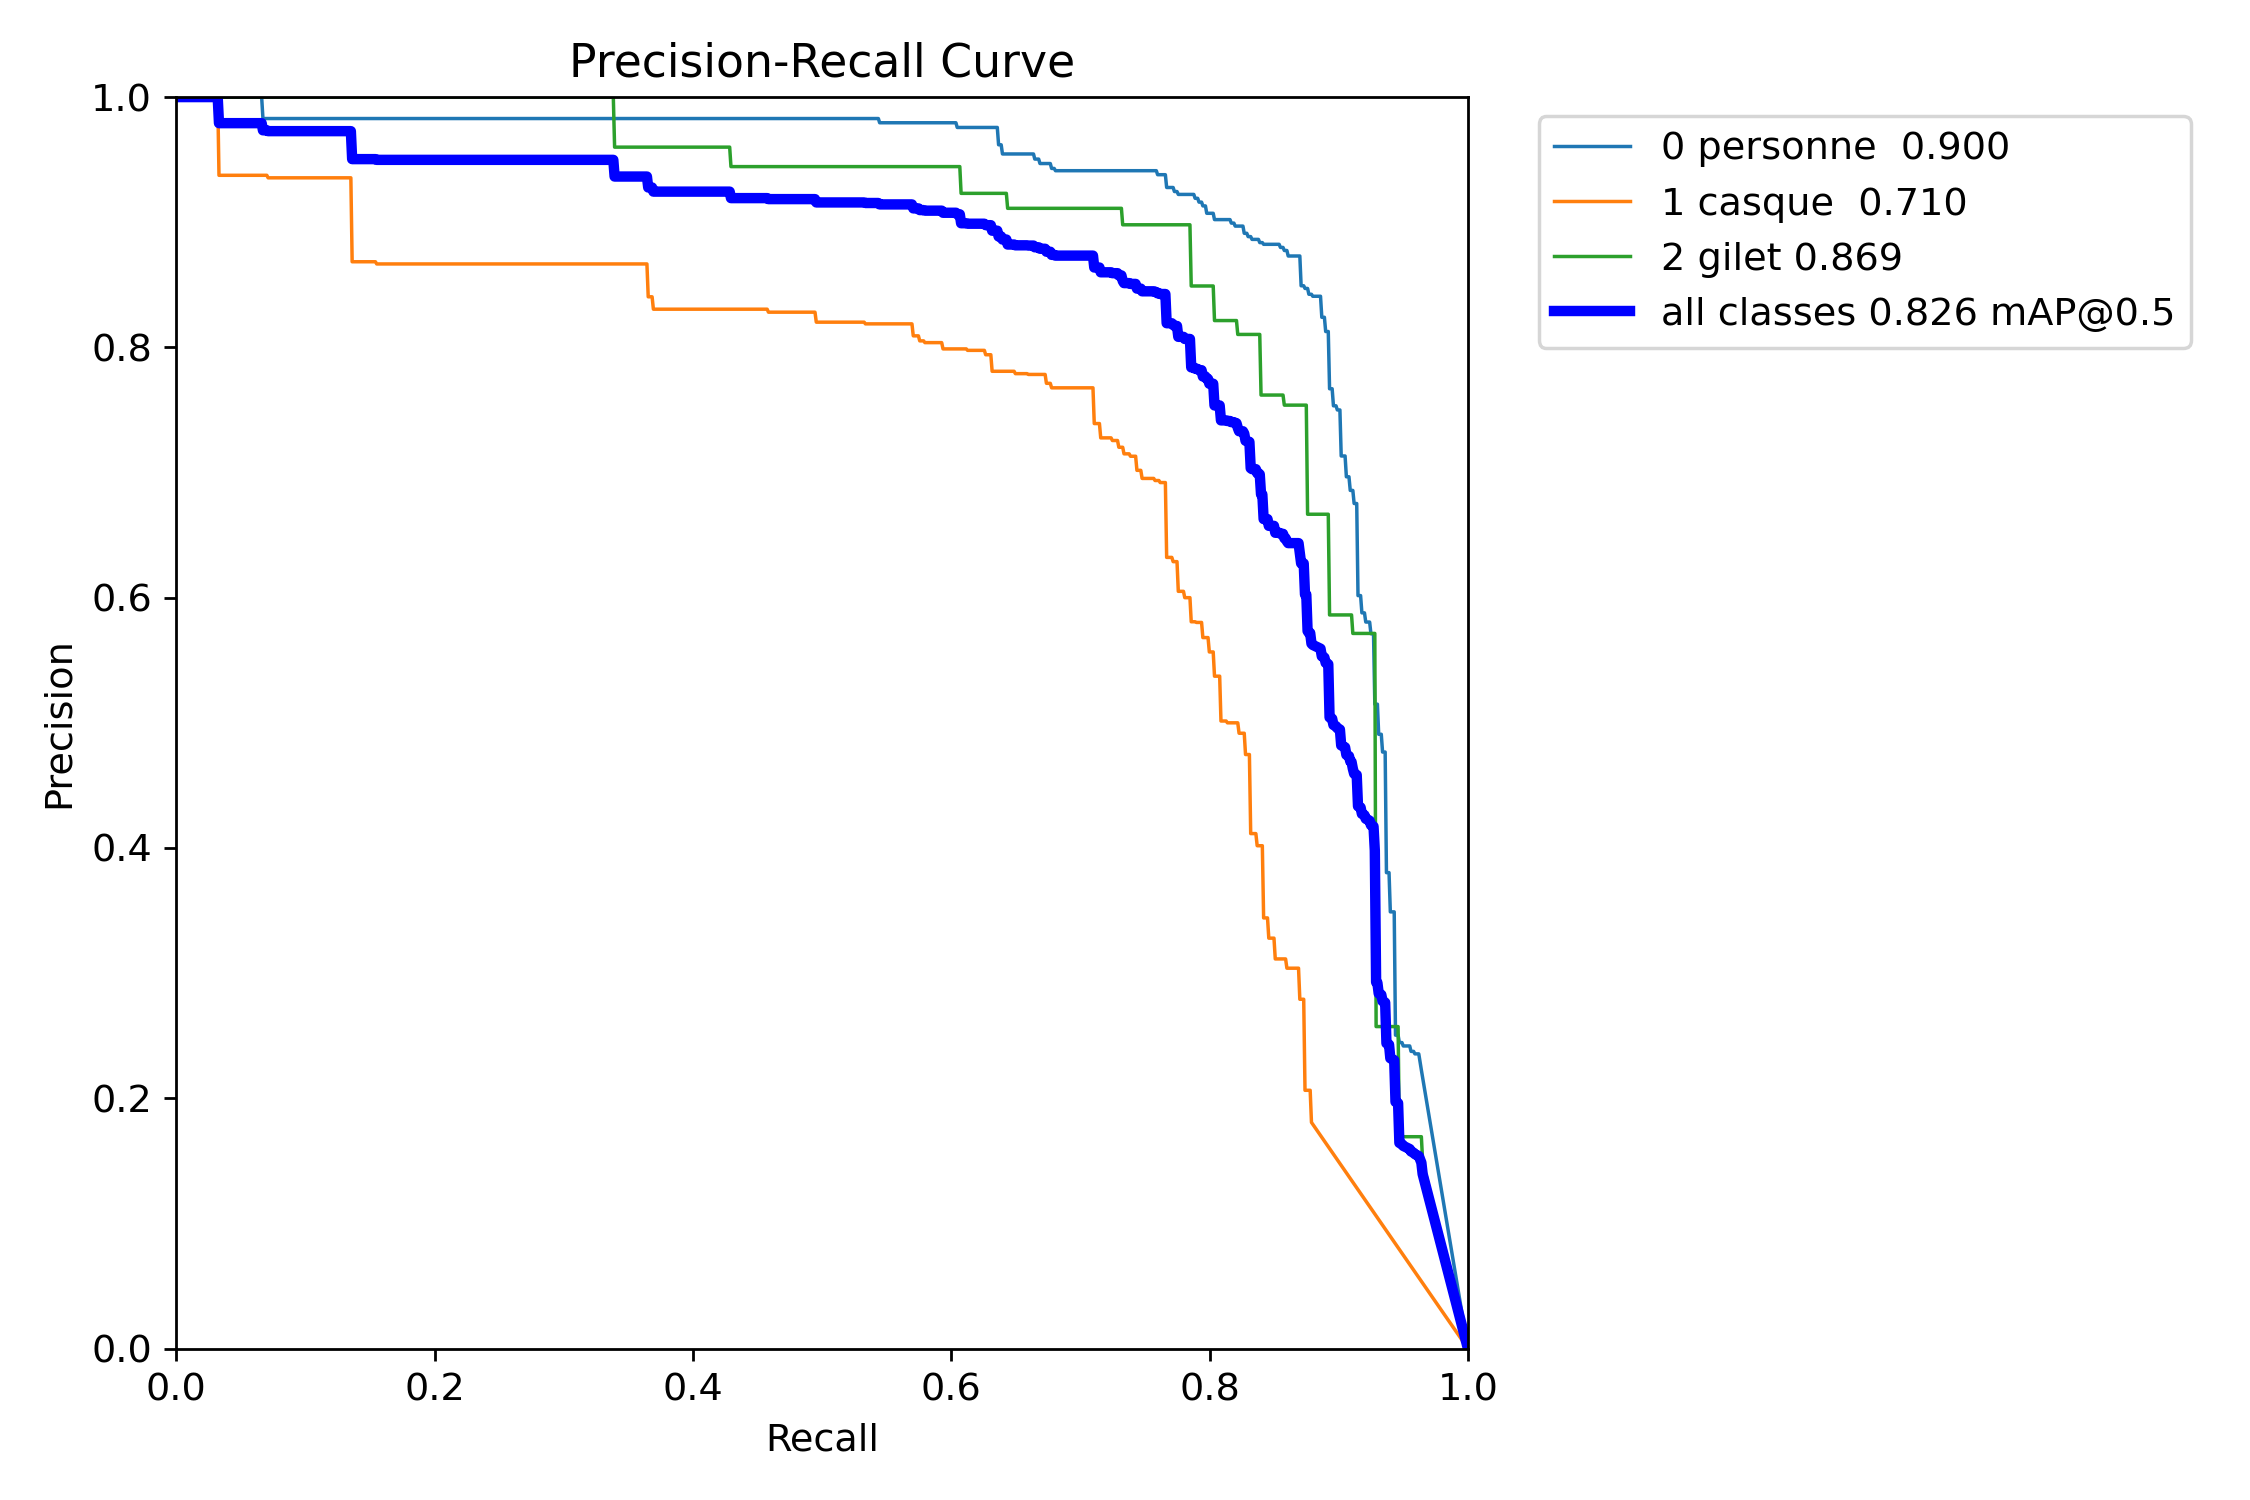 Precision-Recall Curve
1.0
0.8
0.6
0.4
0.2
0.0
Precision
0.0 0.2 0.4 0.6 0.8 1.0
Recall
0 personne  0.900
1 casque  0.710
2 gilet 0.869
all classes 0.826 mAP@0.5